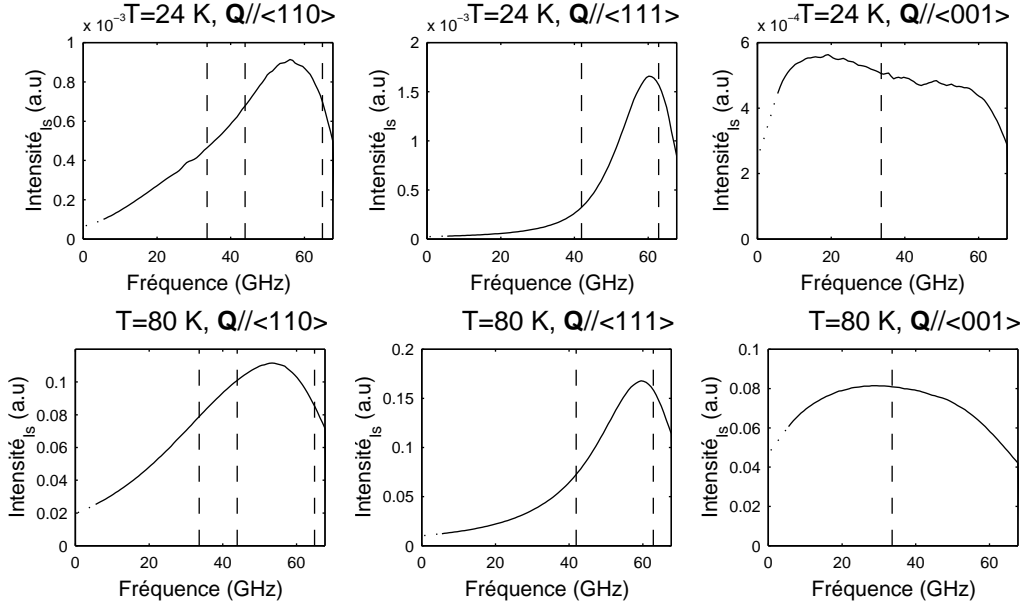 x 10⁻³ T=24 K, Q//<110>
1
0.8
0.6
0.4
0.2
0
Intensité_Is (a.u)
0 20 40 60
Fréquence (GHz)
x 10⁻³ T=24 K, Q//<111>
1.5
1
0.5
0
Intensité_Is (a.u)
0 20 40 60
Fréquence (GHz)
x 10⁻⁴ T=24 K, Q//<001>
6
4
2
0
Intensité_Is (a.u)
0 20 40 60
Fréquence (GHz)
T=80 K, Q//<110>
0.1
0.08
0.06
0.04
0.02
0
Intensité_Is (a.u)
0 20 40 60
Fréquence (GHz)
T=80 K, Q//<111>
0.2
0.15
0.1
0.05
0
Intensité_Is (a.u)
0 20 40 60
Fréquence (GHz)
T=80 K, Q//<001>
0.1
0.08
0.06
0.04
0.02
0
Intensité_Is (a.u)
0 20 40 60
Fréquence (GHz)